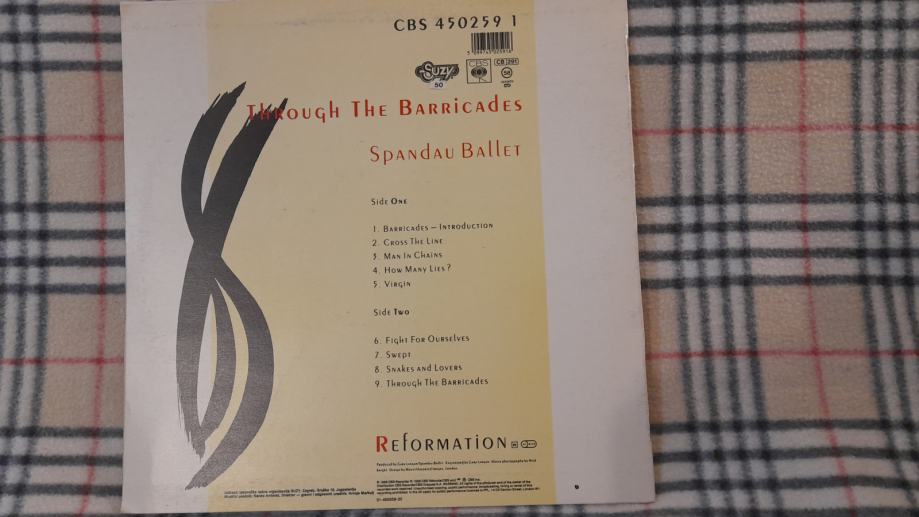 CBS 450259 1
SUZY
50
CBS
CB 291
Through The Barricades
Spandau Ballet
Side One
1. Barricades – Introduction
2. Cross The Line
3. Man In Chains
4. How Many Lies?
5. Virgin
Side Two
6. Fight For Ourselves
7. Swept
8. Snakes and Lovers
9. Through The Barricades
Reformation